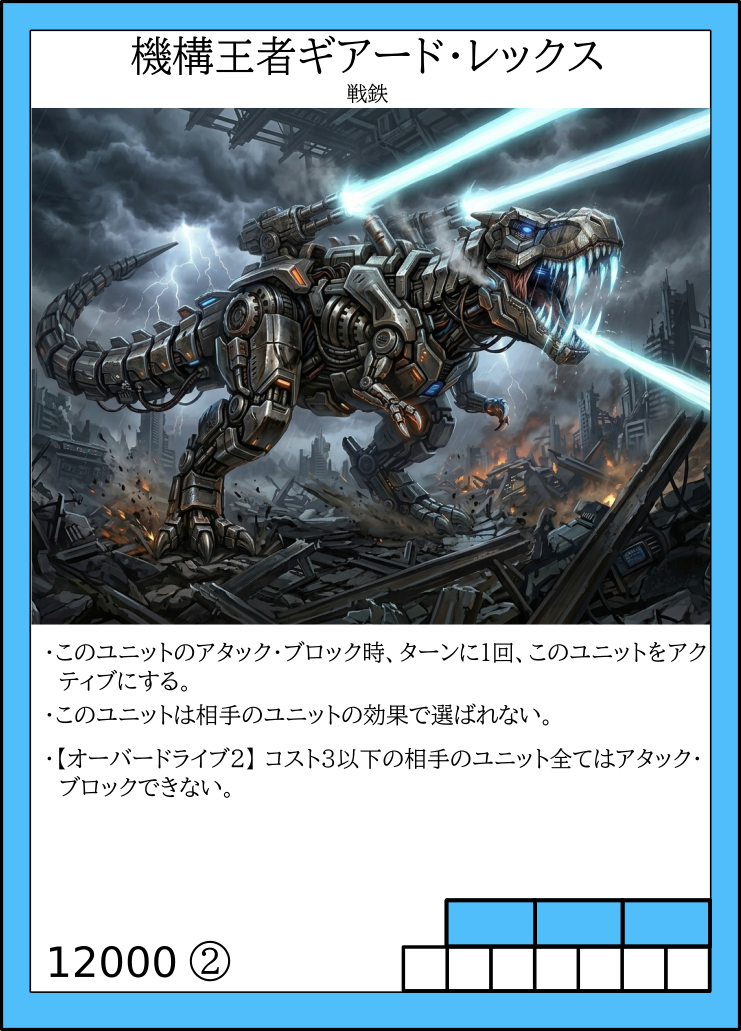 機構王者ギアード・レックス
戦鉄
・このユニットのアタック・ブロック時、ターンに1回、このユニットをアク
ティブにする。
・このユニットは相手のユニットの効果で選ばれない。
・【オーバードライブ2】 コスト3以下の相手のユニット全てはアタック・
ブロックできない。
12000 ②